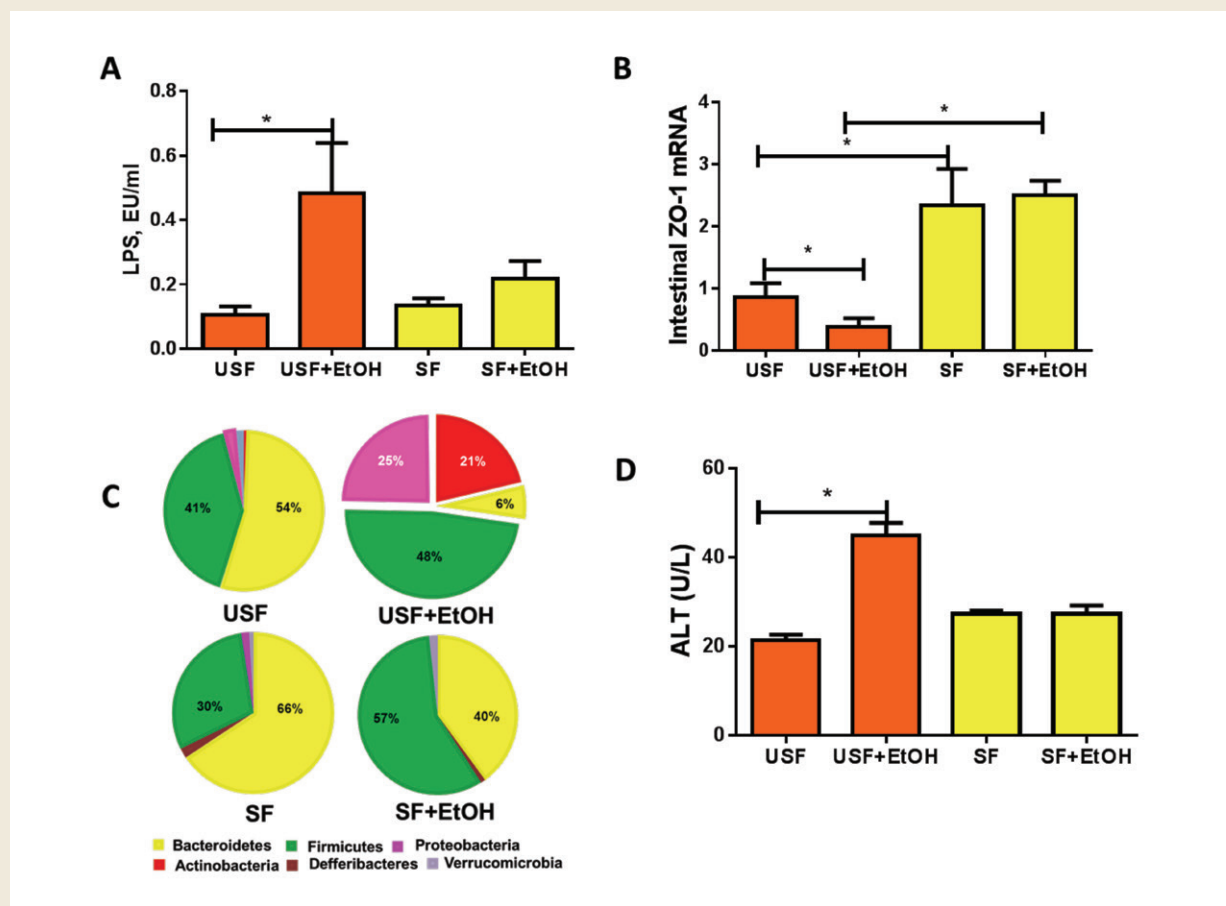 A
LPS, EU/ml
0.8
0.6
0.4
0.2
0.0
*
USF USF+EtOH SF SF+EtOH
B
Intestinal ZO-1 mRNA
4
3
2
1
0
*
*
*
USF USF+EtOH SF SF+EtOH
C
41% 54%
USF
25% 21%
6%
48%
USF+EtOH
30% 66%
SF
57% 40%
SF+EtOH
Bacteroidetes Firmicutes Proteobacteria
Actinobacteria Defferibacteres Verrucomicrobia
D
ALT (U/L)
60
40
20
0
*
USF USF+EtOH SF SF+EtOH